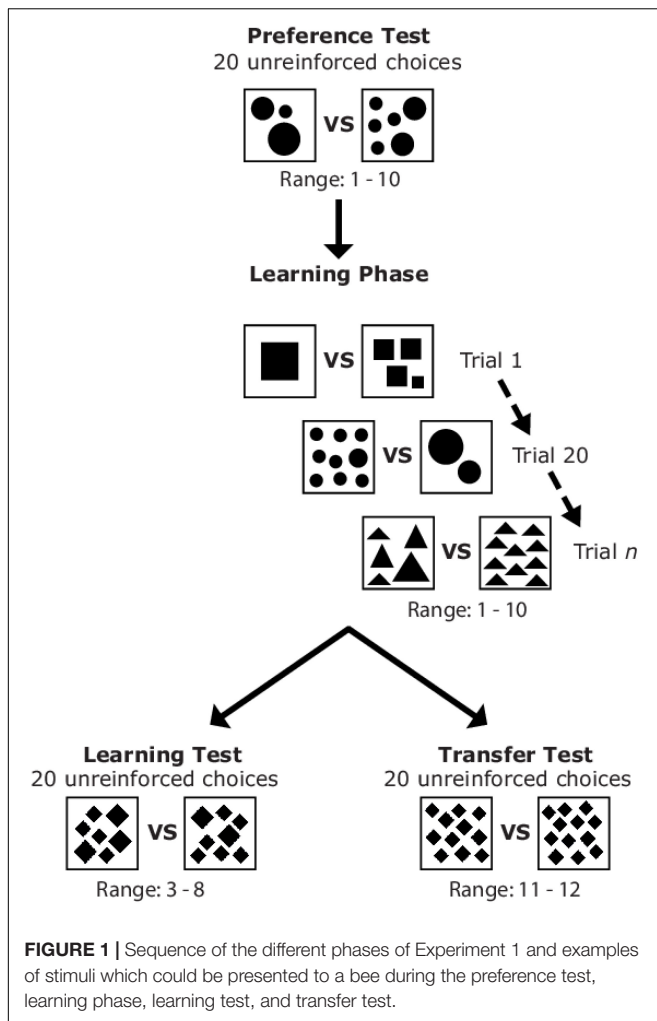 Preference Test
20 unreinforced choices
VS
Range: 1 - 10
Learning Phase
VS
Trial 1
VS
Trial 20
VS
Trial n
Range: 1 - 10
Learning Test
20 unreinforced choices
VS
Range: 3 - 8
Transfer Test
20 unreinforced choices
VS
Range: 11 - 12
FIGURE 1 | Sequence of the different phases of Experiment 1 and examples
of stimuli which could be presented to a bee during the preference test,
learning phase, learning test, and transfer test.